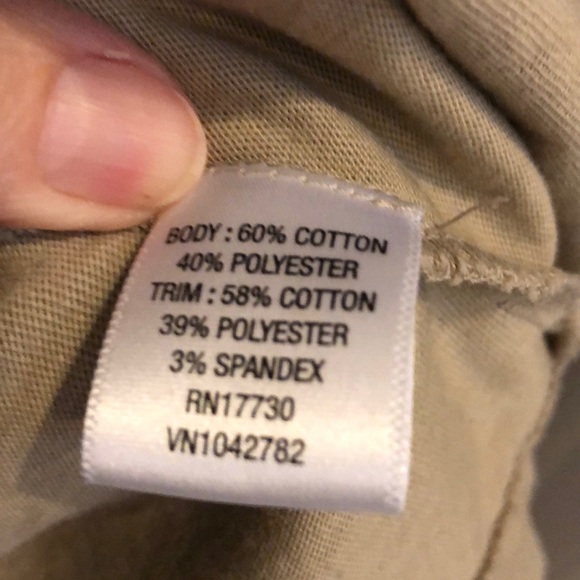 BODY : 60% COTTON
40% POLYESTER
TRIM : 58% COTTON
39% POLYESTER
3% SPANDEX
RN17730
VN1042782